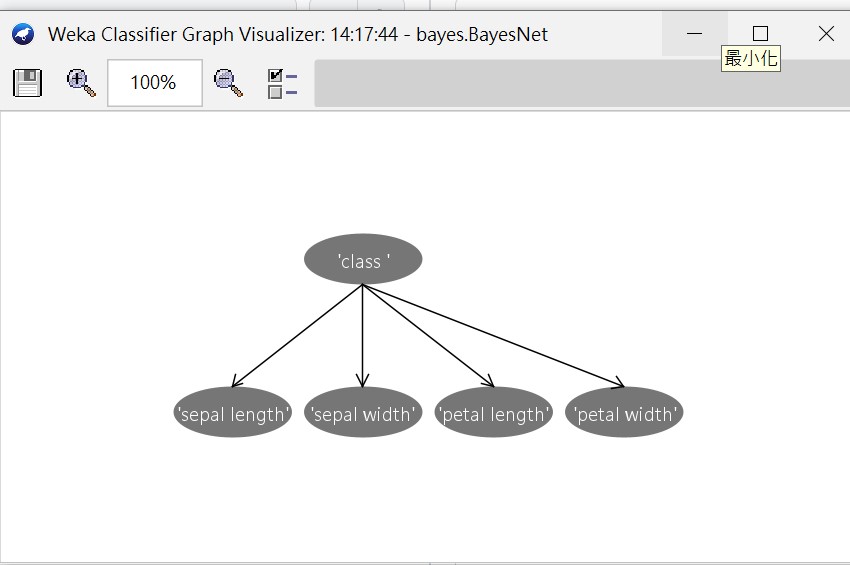 Weka Classifier Graph Visualizer: 14:17:44 - bayes.BayesNet
最小化
100%
'class '
'sepal length' 'sepal width' 'petal length' 'petal width'